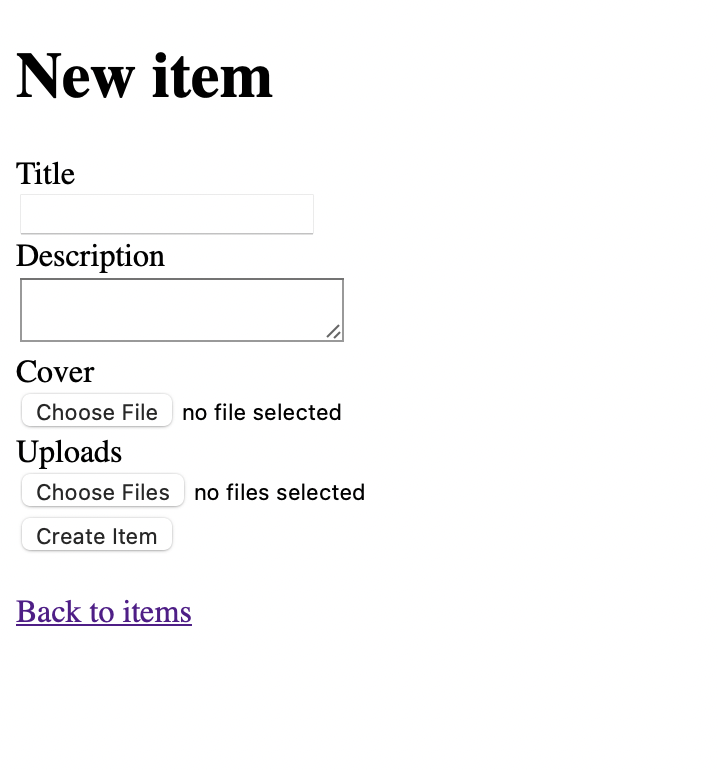 New item
Title
Description
Cover
Choose File no file selected
Uploads
Choose Files no files selected
Create Item
Back to items